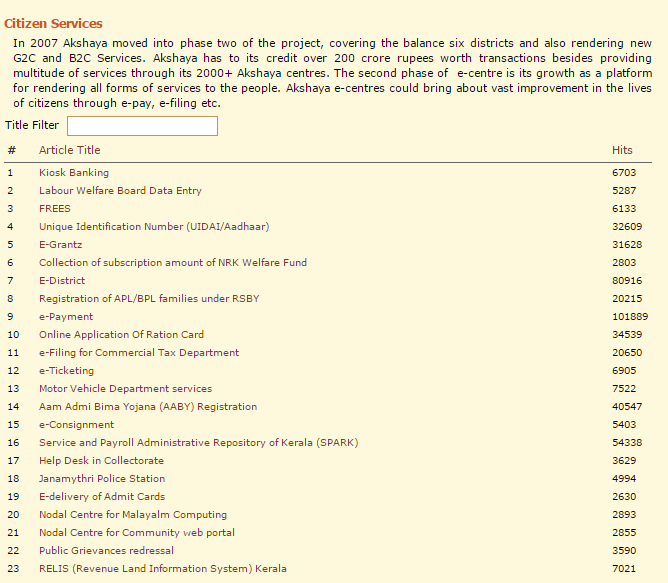 Citizen Services
In 2007 Akshaya moved into phase two of the project, covering the balance six districts and also rendering new
G2C and B2C Services. Akshaya has to its credit over 200 crore rupees worth transactions besides providing
multitude of services through its 2000+ Akshaya centres. The second phase of e-centre is its growth as a platform
for rendering all forms of services to the people. Akshaya e-centres could bring about vast improvement in the lives
of citizens through e-pay, e-filing etc.
Title Filter
# Article Title Hits
1 Kiosk Banking 6703
2 Labour Welfare Board Data Entry 5287
3 FREES 6133
4 Unique Identification Number (UIDAI/Aadhaar) 32609
5 E-Grantz 31628
6 Collection of subscription amount of NRK Welfare Fund 2803
7 E-District 80916
8 Registration of APL/BPL families under RSBY 20215
9 e-Payment 101889
10 Online Application Of Ration Card 34539
11 e-Filing for Commercial Tax Department 20650
12 e-Ticketing 6905
13 Motor Vehicle Department services 7522
14 Aam Admi Bima Yojana (AABY) Registration 40547
15 e-Consignment 5403
16 Service and Payroll Administrative Repository of Kerala (SPARK) 54338
17 Help Desk in Collectorate 3629
18 Janamythri Police Station 4994
19 E-delivery of Admit Cards 2630
20 Nodal Centre for Malayalm Computing 2893
21 Nodal Centre for Community web portal 2855
22 Public Grievances redressal 3590
23 RELIS (Revenue Land Information System) Kerala 7021